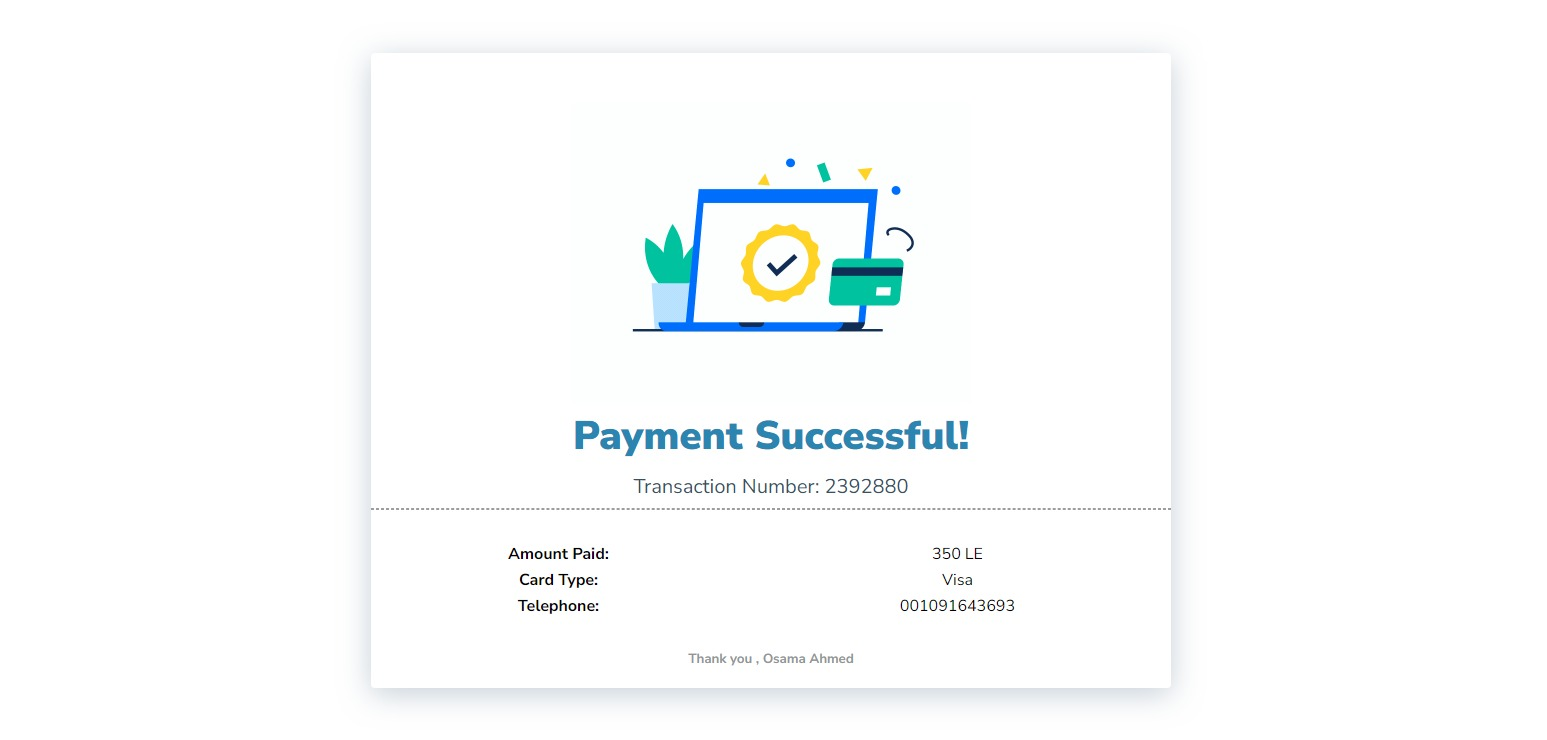 Payment Successful!
Transaction Number: 2392880
Amount Paid: 350 LE
Card Type: Visa
Telephone: 001091643693
Thank you , Osama Ahmed